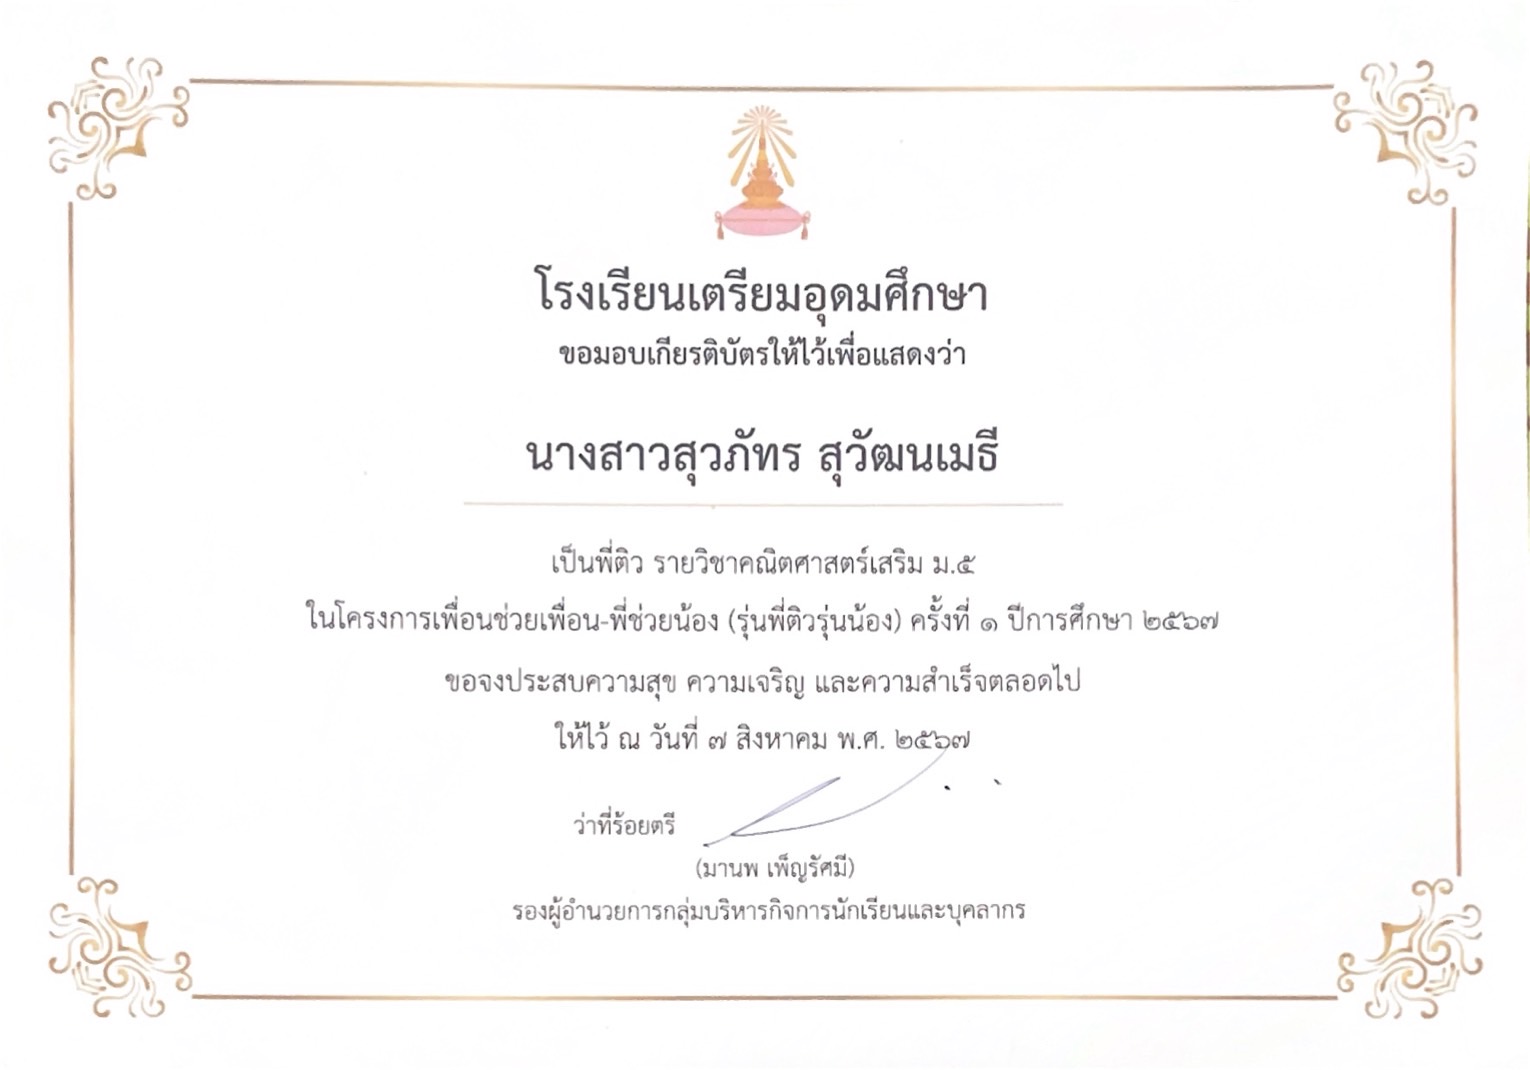 โรงเรียนเตรียมอุดมศึกษา
ขอมอบเกียรติบัตรให้ไว้เพื่อแสดงว่า
นางสาวสุวภัทร สุวัฒนเมธี
เป็นพี่ติว รายวิชาคณิตศาสตร์เสริม ม.๕
ในโครงการเพื่อนช่วยเพื่อน-พี่ช่วยน้อง (รุ่นพี่ติวรุ่นน้อง) ครั้งที่ ๑ ปีการศึกษา ๒๕๖๗
ขอจงประสบความสุข ความเจริญ และความสำเร็จตลอดไป
ให้ไว้ ณ วันที่ ๗ สิงหาคม พ.ศ. ๒๕๖๗
ว่าที่ร้อยตรี
(มานพ เพ็ญรัศมี)
รองผู้อำนวยการกลุ่มบริหารกิจการนักเรียนและบุคลากร